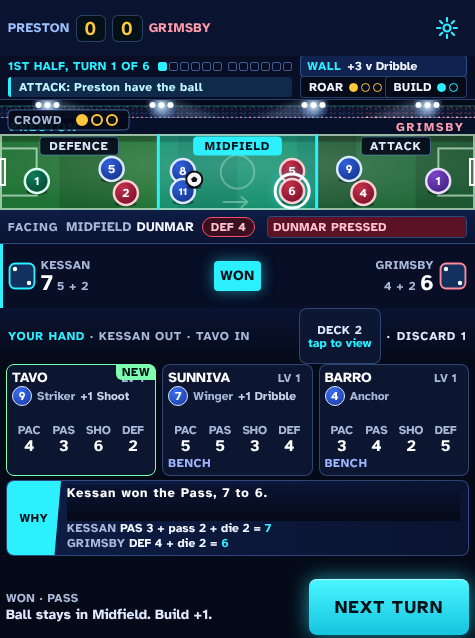 PRESTON 0 0 GRIMSBY
1ST HALF, TURN 1 OF 6
WALL +3 v Dribble
ATTACK: Preston have the ball
ROAR BUILD
CROWD
PRESTON GRIMSBY
DEFENCE MIDFIELD ATTACK
1 5 2 8 11 5 6 9 4 1
FACING MIDFIELD DUNMAR DEF 4 DUNMAR PRESSED
KESSAN
7 5 + 2
WON
GRIMSBY
4 + 2 6
YOUR HAND · KESSAN OUT · TAVO IN
DECK 2
tap to view
· DISCARD 1
TAVO NEW
9 Striker +1 Shoot
PAC PAS SHO DEF
4 3 6 2
SUNNIVA LV 1
7 Winger +1 Dribble
PAC PAS SHO DEF
5 5 3 4
BENCH
BARRO LV 1
4 Anchor
PAC PAS SHO DEF
3 4 2 5
BENCH
WHY
Kessan won the Pass, 7 to 6.
KESSAN PAS 3 + pass 2 + die 2 = 7
GRIMSBY DEF 4 + die 2 = 6
WON · PASS
Ball stays in Midfield. Build +1.
NEXT TURN